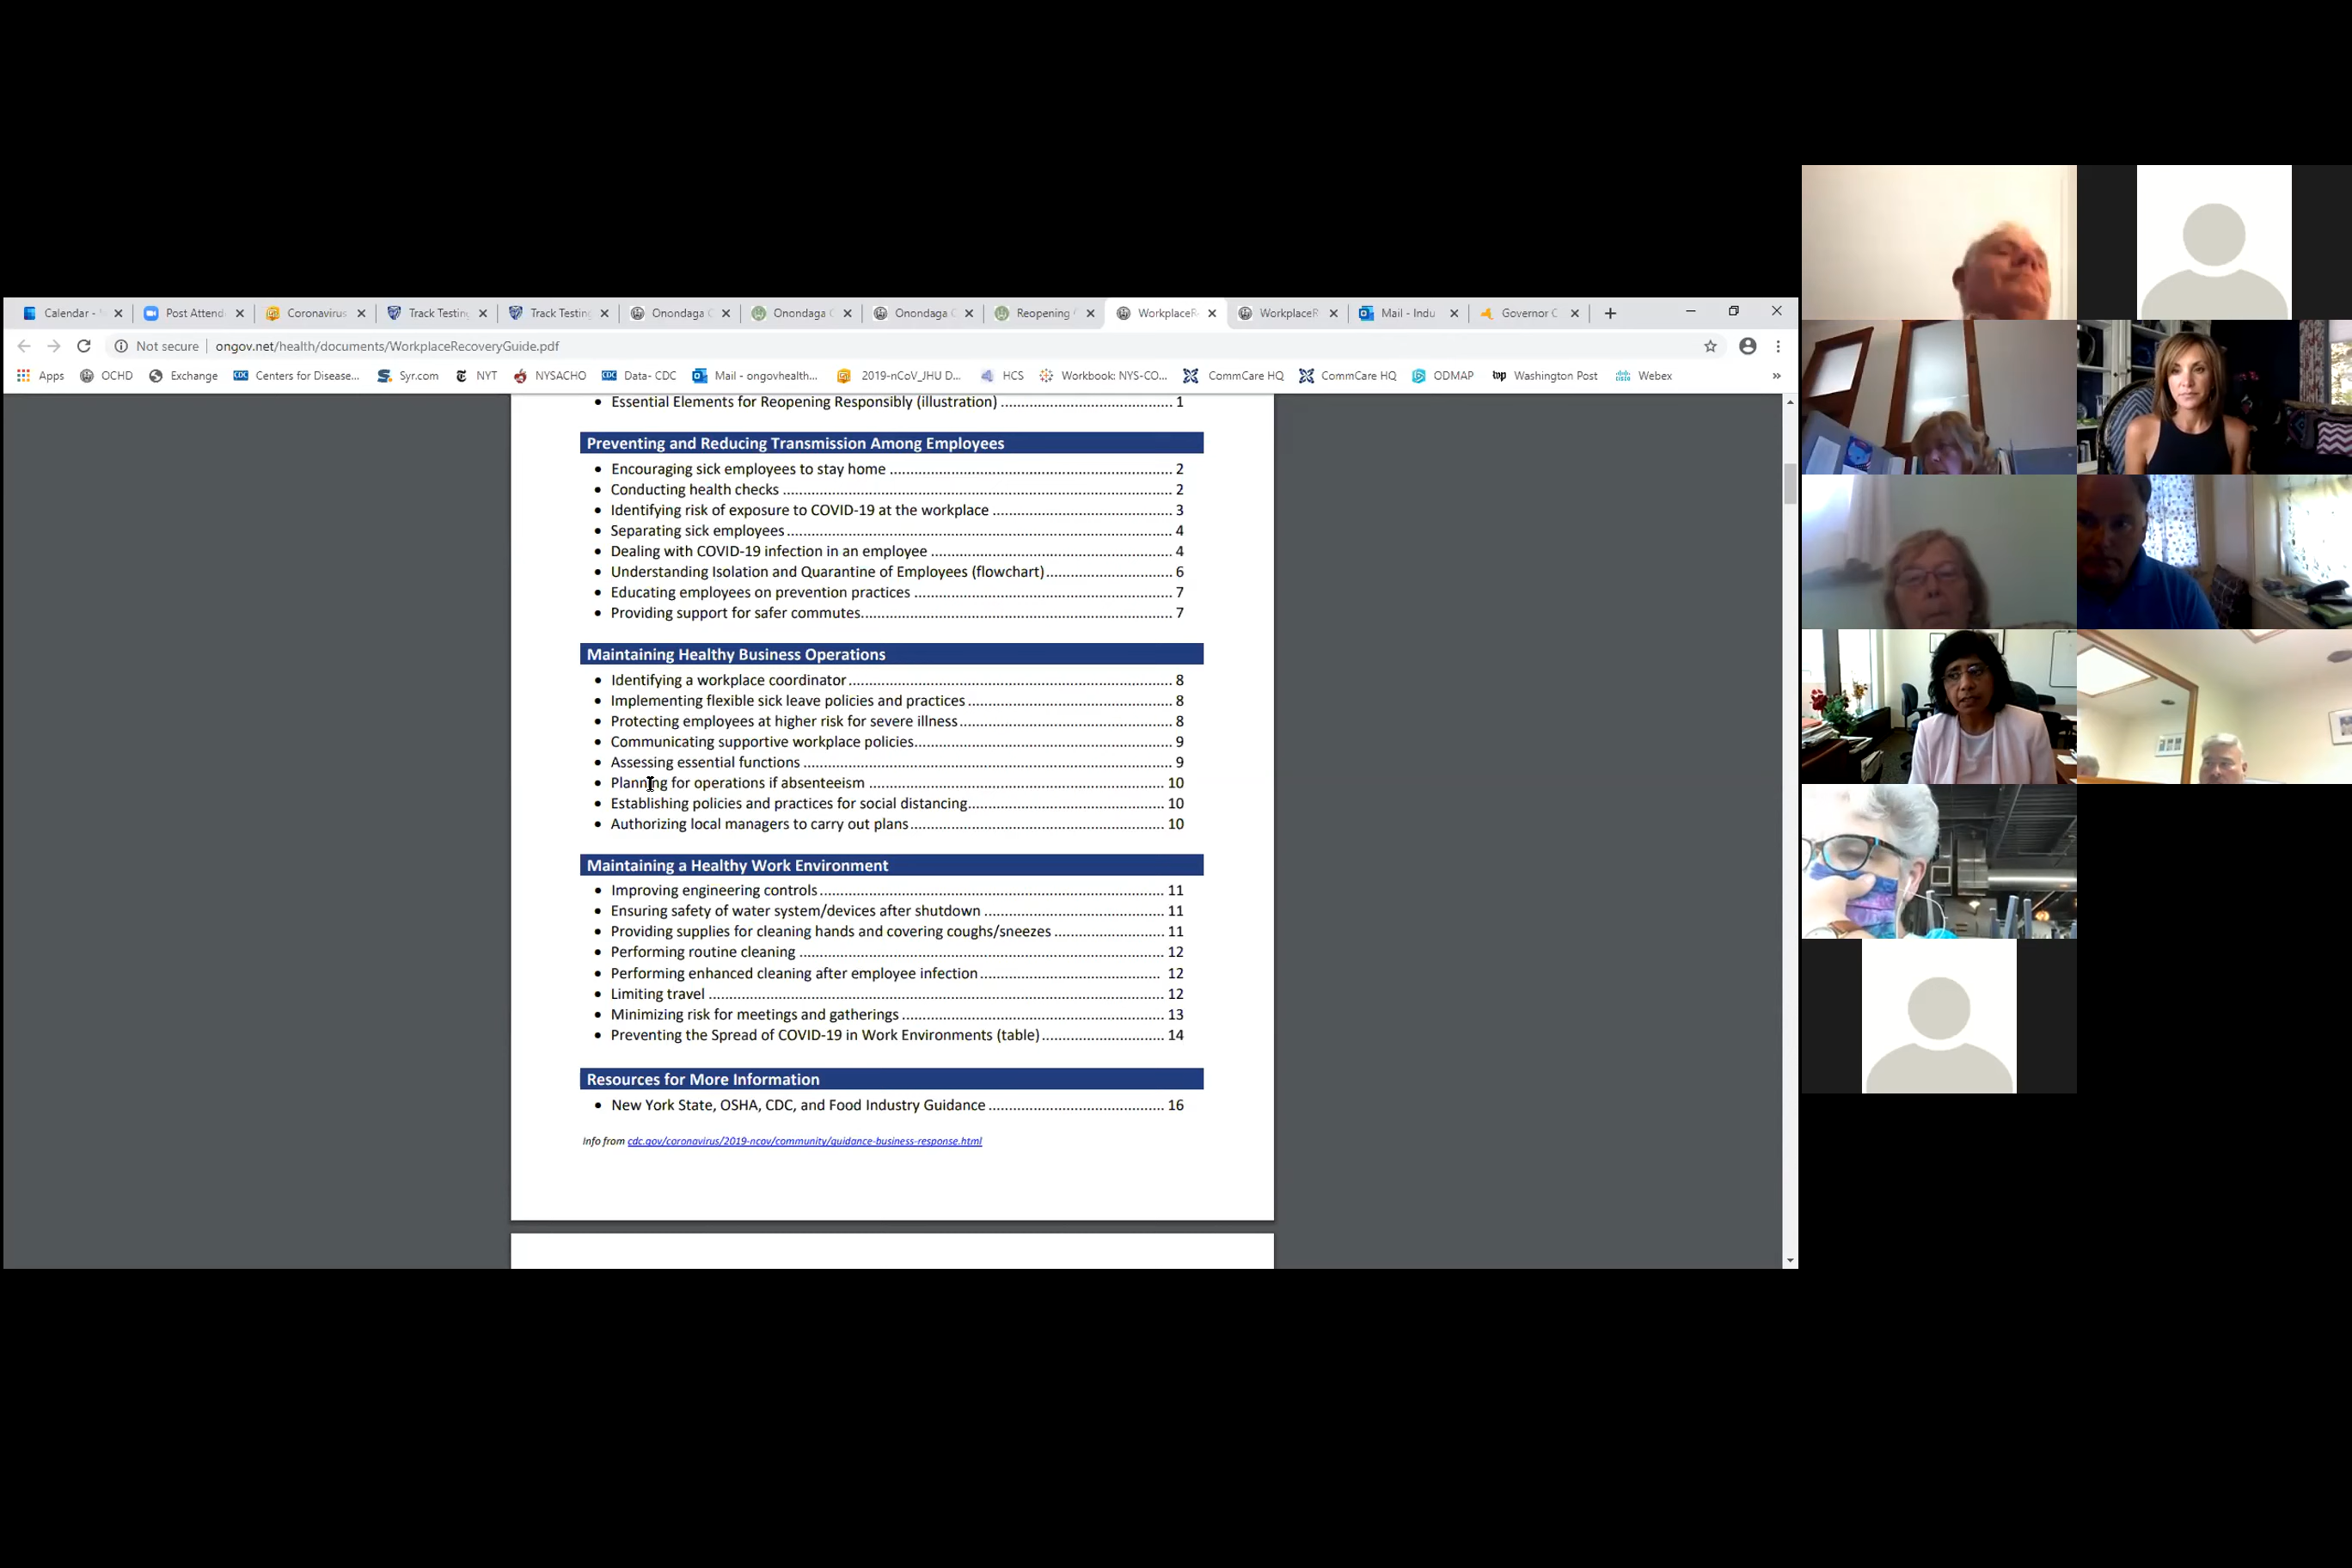 Calendar - Post Attend Coronavirus Track Testing Track Testing Onondaga C Onondaga C Onondaga C Reopening WorkplaceR WorkplaceR Mail - Indu Governor C
Not secure | ongov.net/health/documents/WorkplaceRecoveryGuide.pdf
Apps OCHD Exchange CDC Centers for Disease... Syr.com NYT NYSACHO CDC Data- CDC Mail - ongovhealth... 2019-nCoV_JHU D... HCS Workbook: NYS-CO... CommCare HQ CommCare HQ ODMAP wp Washington Post Webex »
• Essential Elements for Reopening Responsibly (illustration) ..... 1
Preventing and Reducing Transmission Among Employees
• Encouraging sick employees to stay home ..... 2
• Conducting health checks ..... 2
• Identifying risk of exposure to COVID-19 at the workplace ..... 3
• Separating sick employees ..... 4
• Dealing with COVID-19 infection in an employee ..... 4
• Understanding Isolation and Quarantine of Employees (flowchart) ..... 6
• Educating employees on prevention practices ..... 7
• Providing support for safer commutes ..... 7
Maintaining Healthy Business Operations
• Identifying a workplace coordinator ..... 8
• Implementing flexible sick leave policies and practices ..... 8
• Protecting employees at higher risk for severe illness ..... 8
• Communicating supportive workplace policies ..... 9
• Assessing essential functions ..... 9
• Planning for operations if absenteeism ..... 10
• Establishing policies and practices for social distancing ..... 10
• Authorizing local managers to carry out plans ..... 10
Maintaining a Healthy Work Environment
• Improving engineering controls ..... 11
• Ensuring safety of water system/devices after shutdown ..... 11
• Providing supplies for cleaning hands and covering coughs/sneezes ..... 11
• Performing routine cleaning ..... 12
• Performing enhanced cleaning after employee infection ..... 12
• Limiting travel ..... 12
• Minimizing risk for meetings and gatherings ..... 13
• Preventing the Spread of COVID-19 in Work Environments (table) ..... 14
Resources for More Information
• New York State, OSHA, CDC, and Food Industry Guidance ..... 16
Info from cdc.gov/coronavirus/2019-ncov/community/guidance-business-response.html